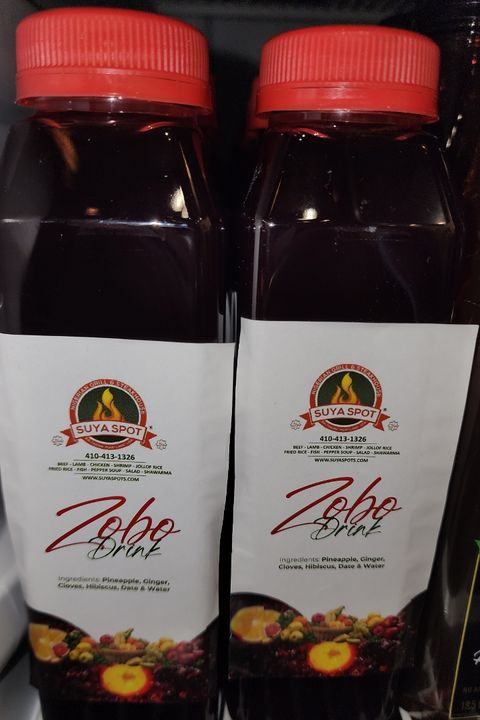 NIGERIAN GRILL & STEAKHOUSE
SUYA SPOT
410-413-1326
BEEF - LAMB - CHICKEN - SHRIMP - JOLLOF RICE
FRIED RICE - FISH - PEPPER SOUP - SALAD - SHAWARMA
WWW.SUYASPOTS.COM
Zobo
Drink
Ingredients: Pineapple, Ginger,
Cloves, Hibiscus, Date & Water
NIGERIAN GRILL & STEAKHOUSE
SUYA SPOT
410-413-1326
BEEF - LAMB - CHICKEN - SHRIMP - JOLLOF RICE
FRIED RICE - FISH - PEPPER SOUP - SALAD - SHAWARMA
WWW.SUYASPOTS.COM
Zobo
Drink
Ingredients: Pineapple, Ginger,
Cloves, Hibiscus, Date & Water